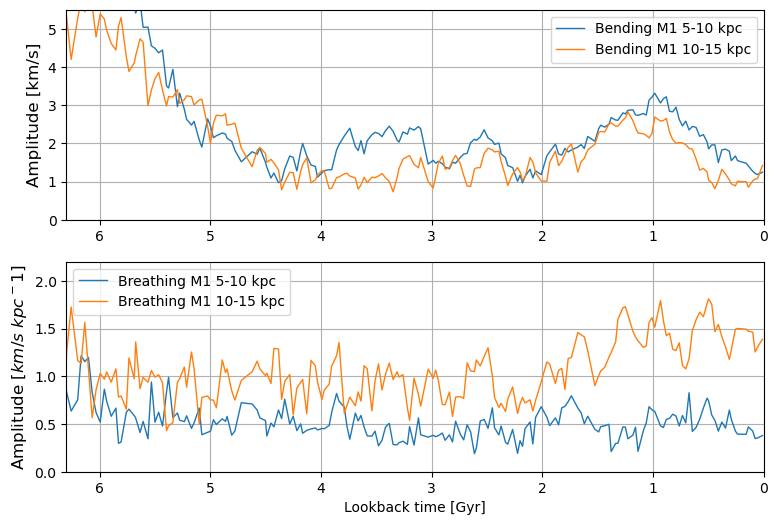 Amplitude [km/s]
5
4
3
2
1
0
Bending M1 5-10 kpc
Bending M1 10-15 kpc
6 5 4 3 2 1 0
Amplitude [km/s kpc⁻1]
2.0
1.5
1.0
0.5
0.0
Breathing M1 5-10 kpc
Breathing M1 10-15 kpc
6 5 4 3 2 1 0
Lookback time [Gyr]